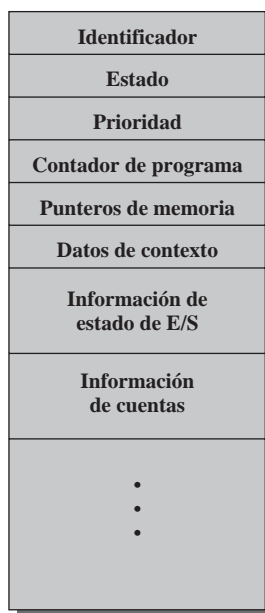 Identificador
Estado
Prioridad
Contador de programa
Punteros de memoria
Datos de contexto
Información de
estado de E/S
Información
de cuentas
•
•
•